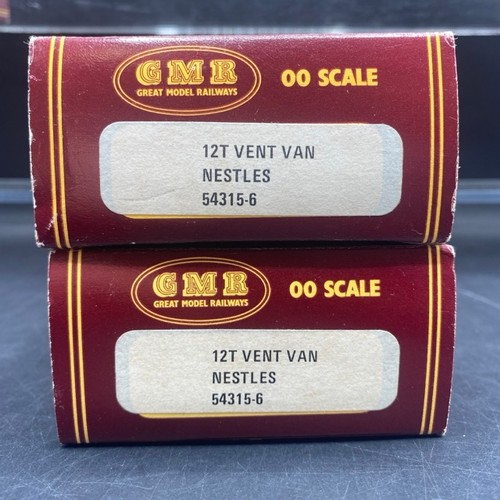 GMR
GREAT MODEL RAILWAYS
OO SCALE
12T VENT VAN
NESTLES
54315-6
GMR
GREAT MODEL RAILWAYS
OO SCALE
12T VENT VAN
NESTLES
54315-6